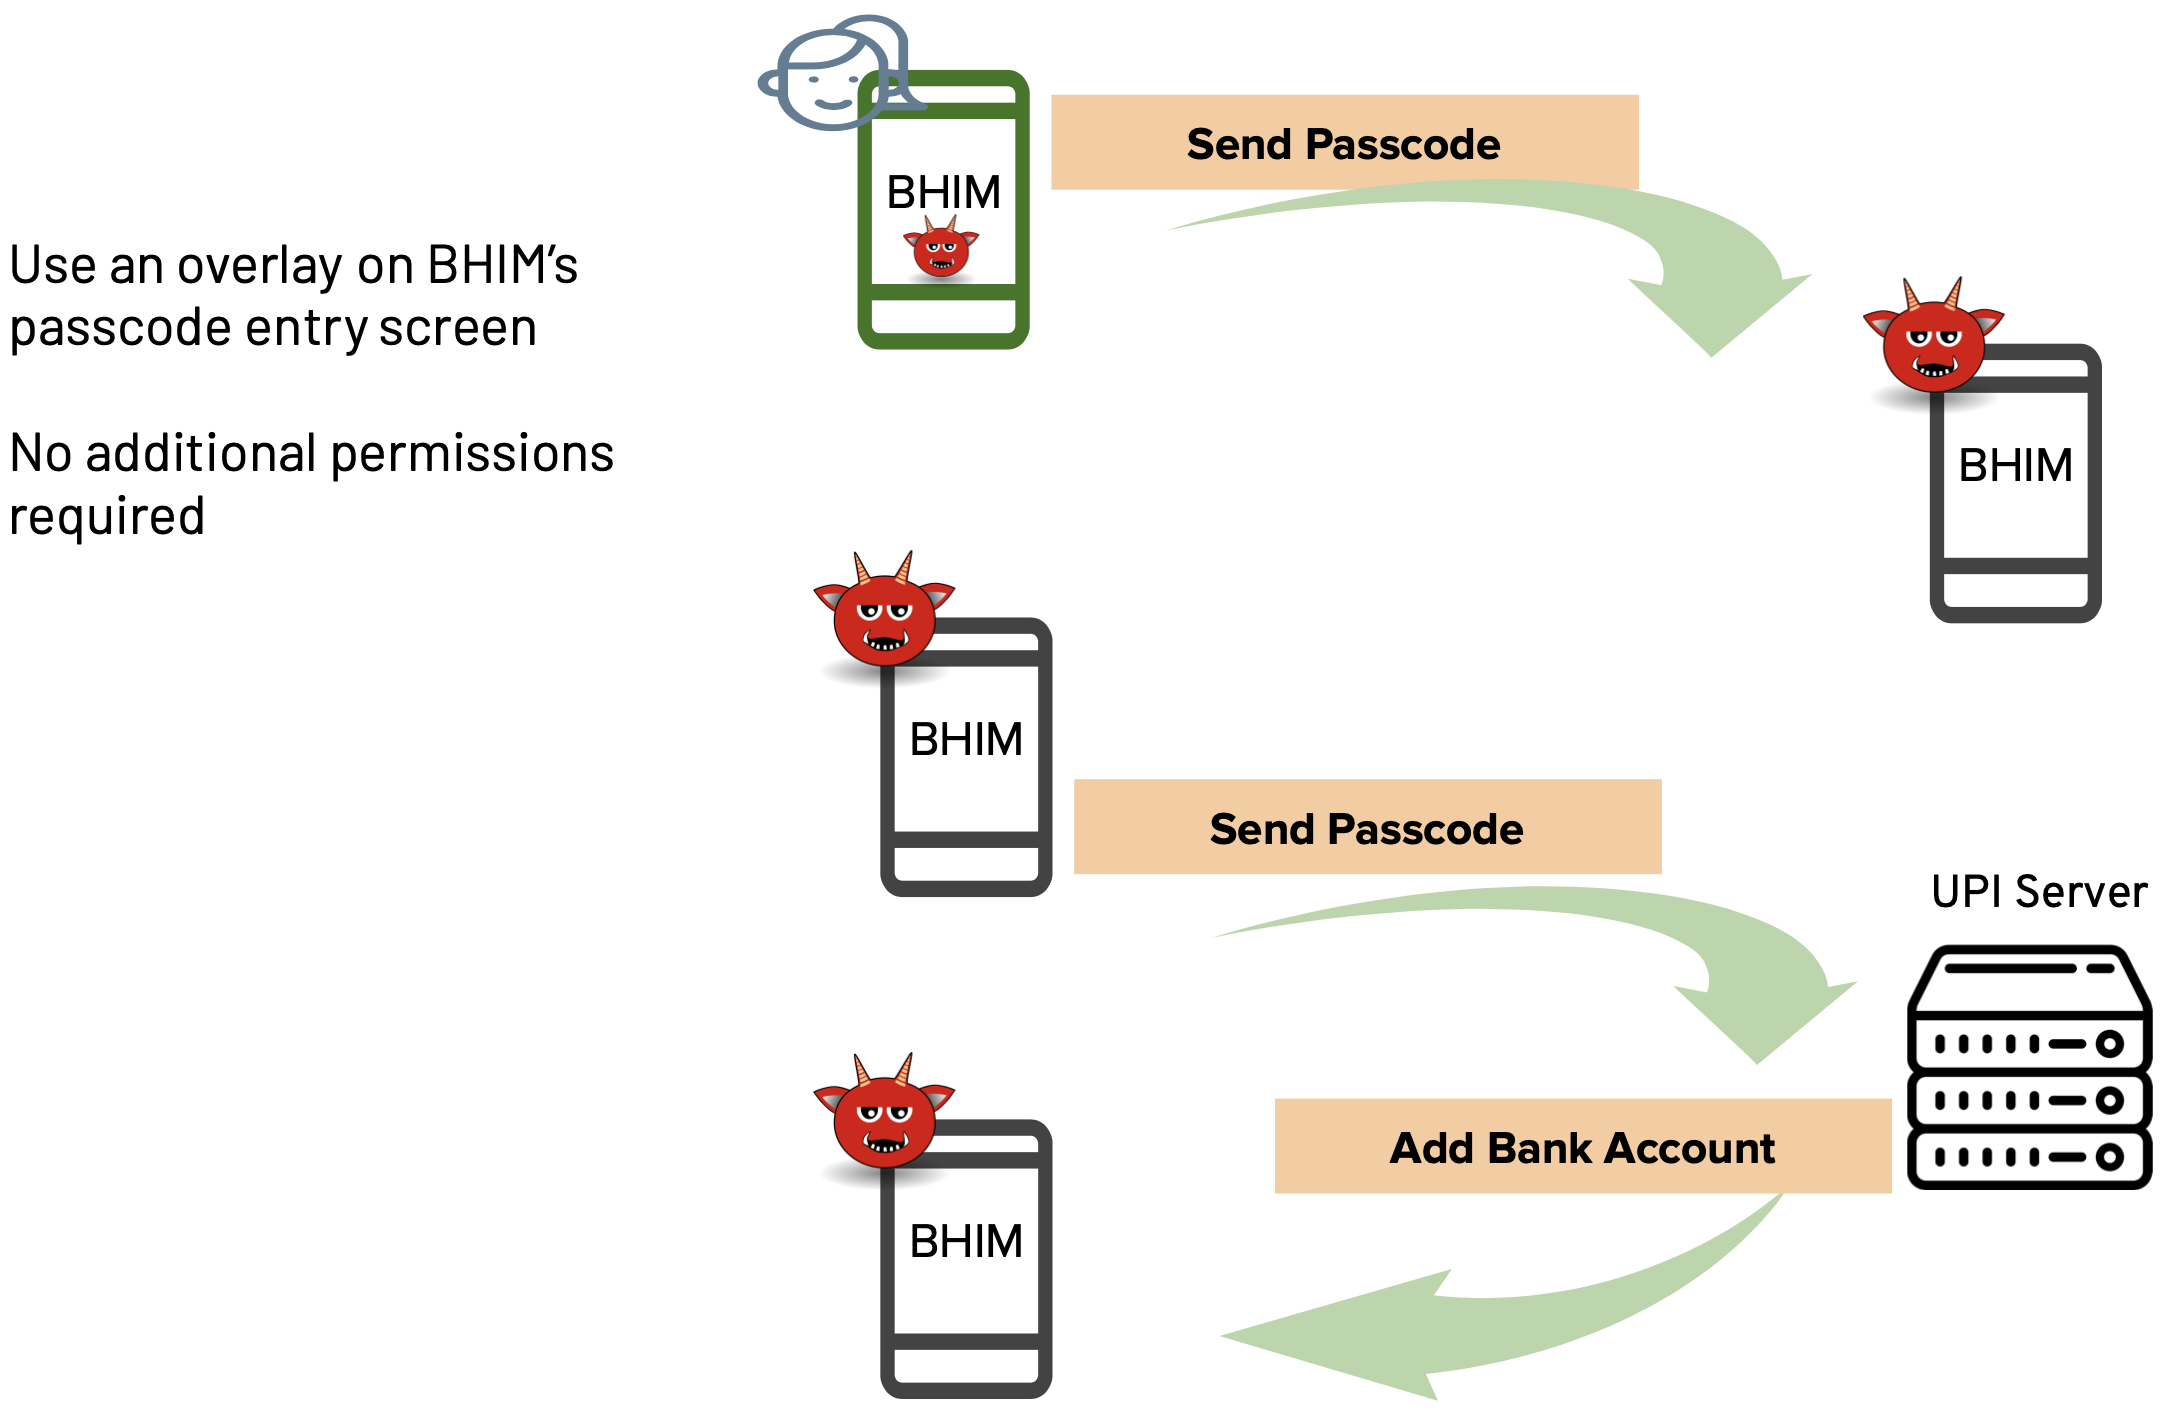 Use an overlay on BHIM’s
passcode entry screen
No additional permissions
required
BHIM
Send Passcode
BHIM
BHIM
Send Passcode
UPI Server
Add Bank Account
BHIM